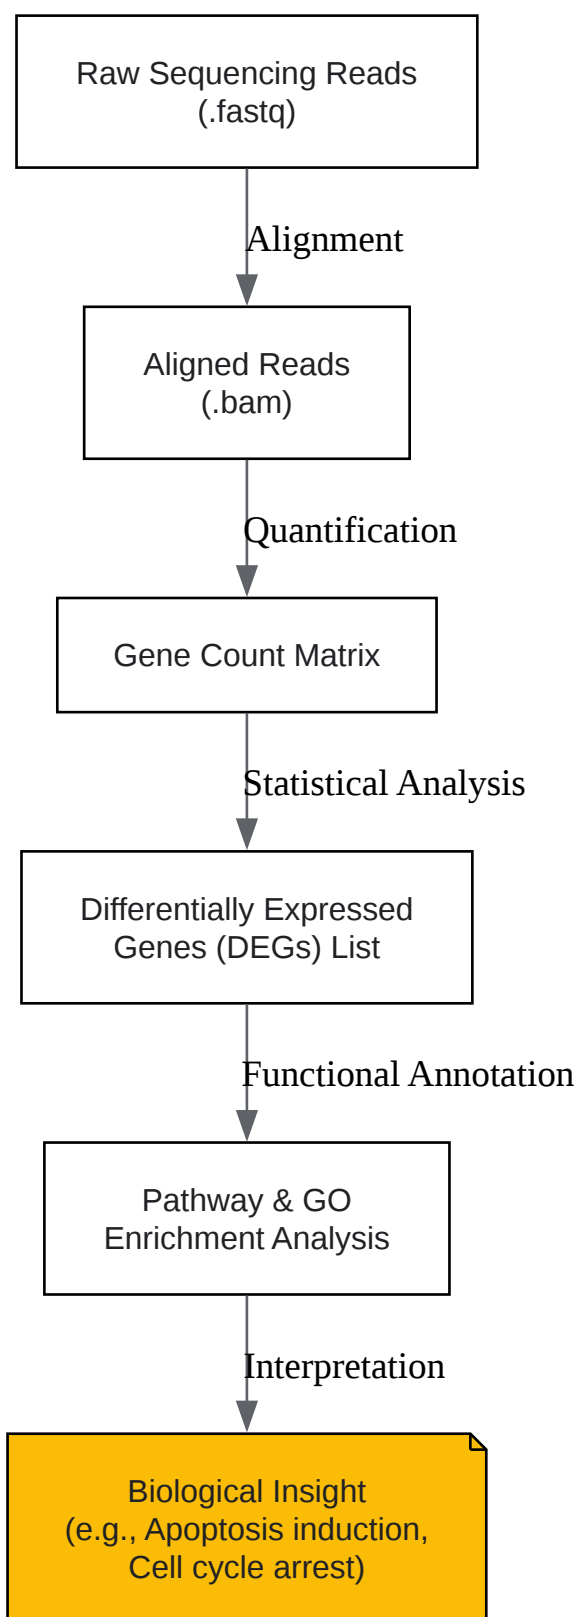 Raw Sequencing Reads
(.fastq)
Alignment
Aligned Reads
(.bam)
Quantification
Gene Count Matrix
Statistical Analysis
Differentially Expressed
Genes (DEGs) List
Functional Annotation
Pathway & GO
Enrichment Analysis
Interpretation
Biological Insight
(e.g., Apoptosis induction,
Cell cycle arrest)